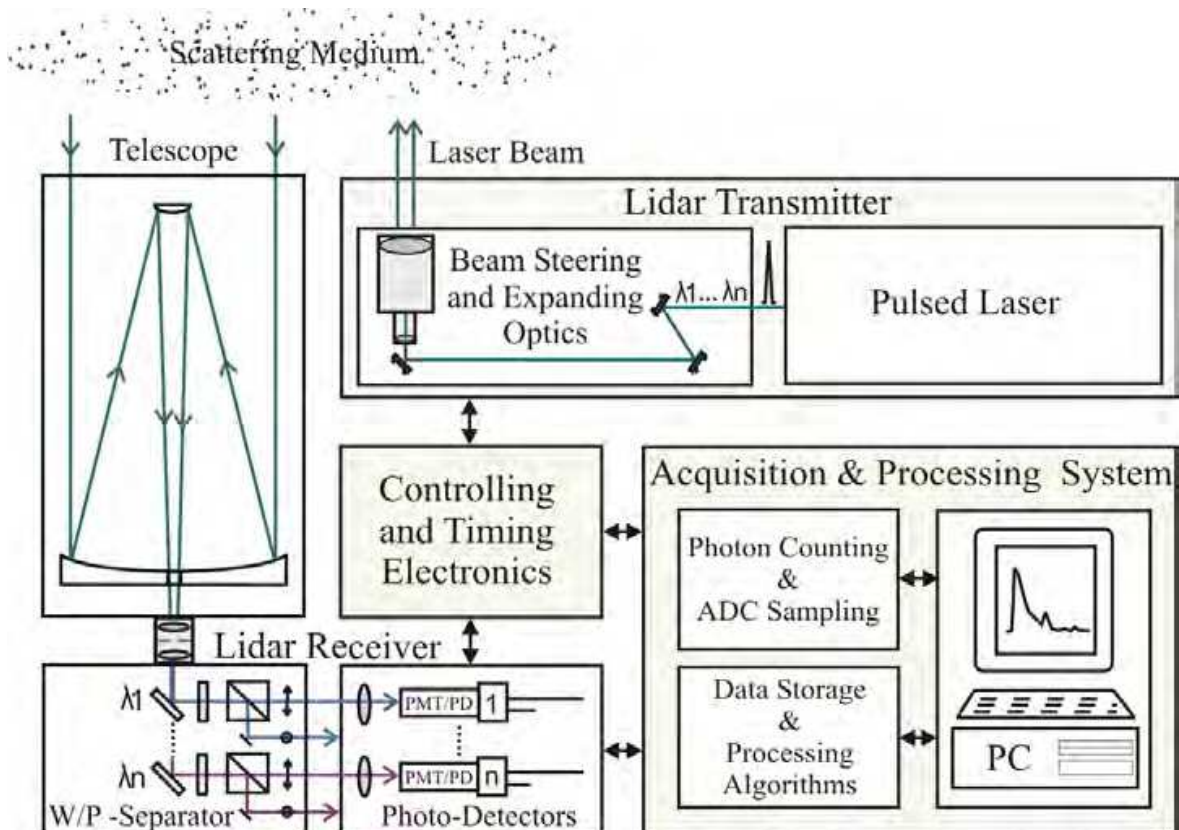 Scattering Medium
Telescope
Laser Beam
Lidar Transmitter
Beam Steering
and Expanding
Optics
λ1... λn
Pulsed Laser
Controlling
and Timing
Electronics
Acquisition & Processing System
Photon Counting
&
ADC Sampling
Data Storage
&
Processing
Algorithms
PC
Lidar Receiver
λ1
PMT/PD 1
λn
PMT/PD n
W/P -Separator
Photo-Detectors